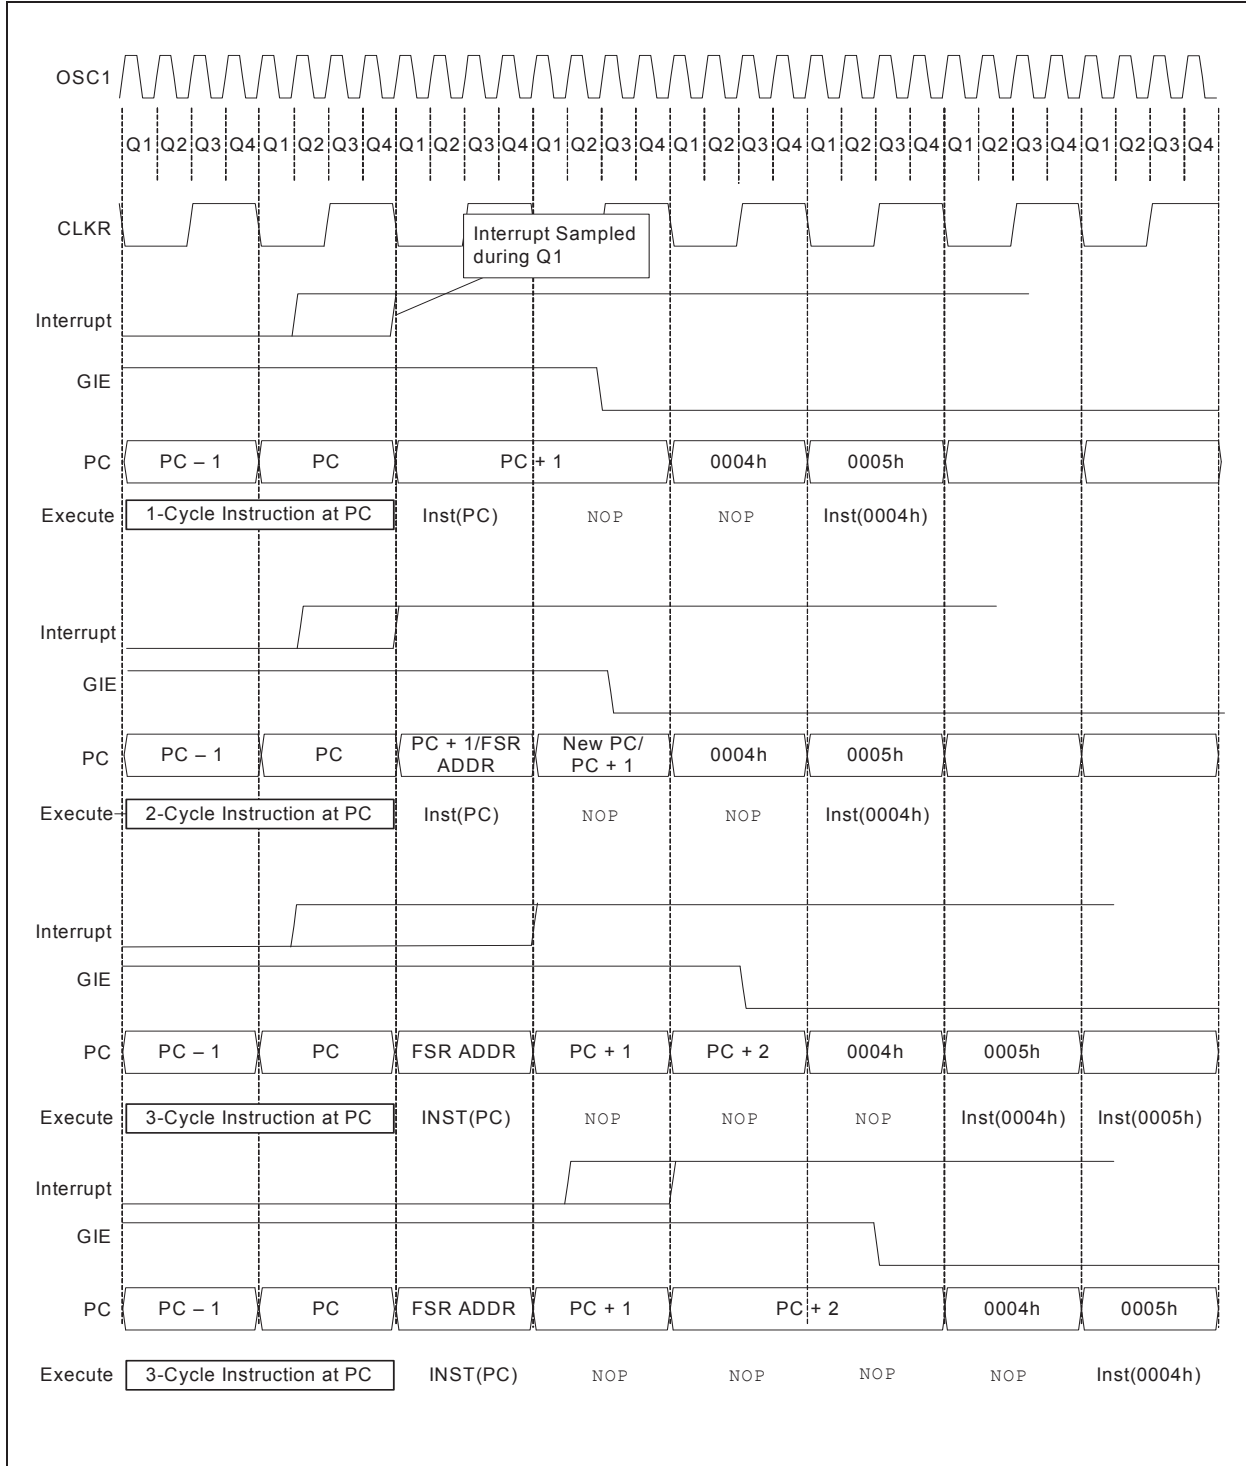 OSC1
Q1 Q2 Q3 Q4 Q1 Q2 Q3 Q4 Q1 Q2 Q3 Q4 Q1 Q2 Q3 Q4 Q1 Q2 Q3 Q4 Q1 Q2 Q3 Q4 Q1 Q2 Q3 Q4 Q1 Q2 Q3 Q4
CLKR
Interrupt Sampled
during Q1
Interrupt
GIE
PC PC – 1 PC PC + 1 0004h 0005h
Execute 1-Cycle Instruction at PC Inst(PC) NOP NOP Inst(0004h)
Interrupt
GIE
PC PC – 1 PC PC + 1/FSR ADDR New PC/ PC + 1 0004h 0005h
Execute 2-Cycle Instruction at PC Inst(PC) NOP NOP Inst(0004h)
Interrupt
GIE
PC PC – 1 PC FSR ADDR PC + 1 PC + 2 0004h 0005h
Execute 3-Cycle Instruction at PC INST(PC) NOP NOP NOP Inst(0004h) Inst(0005h)
Interrupt
GIE
PC PC – 1 PC FSR ADDR PC + 1 PC + 2 0004h 0005h
Execute 3-Cycle Instruction at PC INST(PC) NOP NOP NOP NOP Inst(0004h)